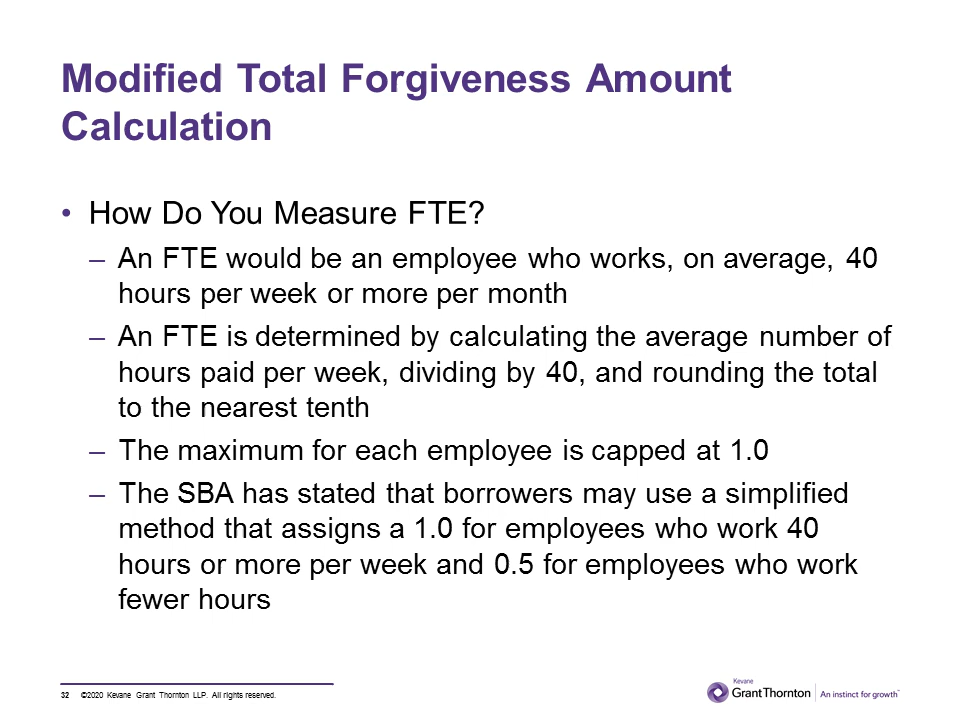 Modified Total Forgiveness Amount
Calculation
• How Do You Measure FTE?
– An FTE would be an employee who works, on average, 40
hours per week or more per month
– An FTE is determined by calculating the average number of
hours paid per week, dividing by 40, and rounding the total
to the nearest tenth
– The maximum for each employee is capped at 1.0
– The SBA has stated that borrowers may use a simplified
method that assigns a 1.0 for employees who work 40
hours or more per week and 0.5 for employees who work
fewer hours
32 ©2020 Kevane Grant Thornton LLP. All rights reserved.
Kevane
GrantThornton
An instinct for growth™